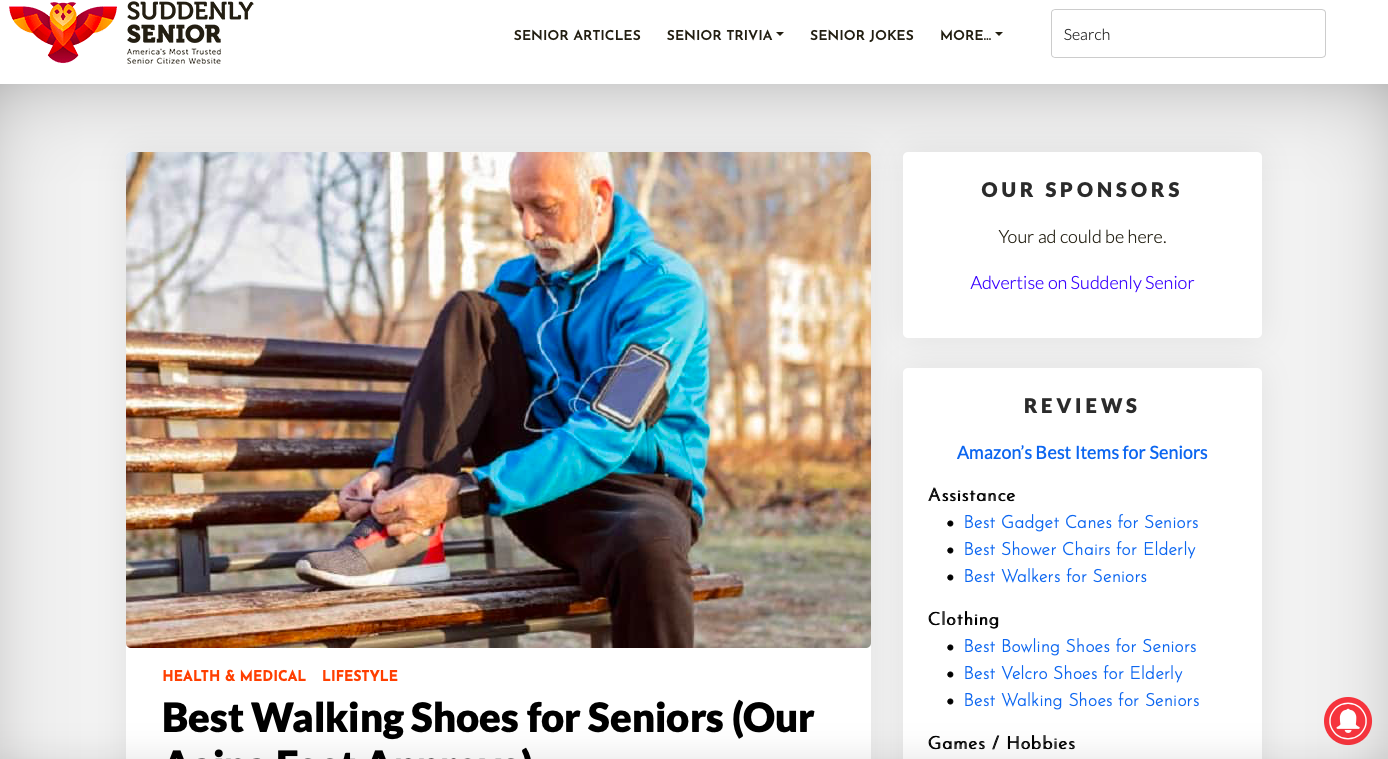 SUDDENLY
SENIOR
America's Most Trusted
Senior Citizen Website
SENIOR ARTICLES
SENIOR TRIVIA
SENIOR JOKES
MORE...
Search
HEALTH & MEDICAL
LIFESTYLE
Best Walking Shoes for Seniors (Our
OUR SPONSORS
Your ad could be here.
Advertise on Suddenly Senior
REVIEWS
Amazon's Best Items for Seniors
Assistance
Best Gadget Canes for Seniors
Best Shower Chairs for Elderly
Best Walkers for Seniors
Clothing
Best Bowling Shoes for Seniors
Best Velcro Shoes for Elderly
Best Walking Shoes for Seniors
Games / Hobbies